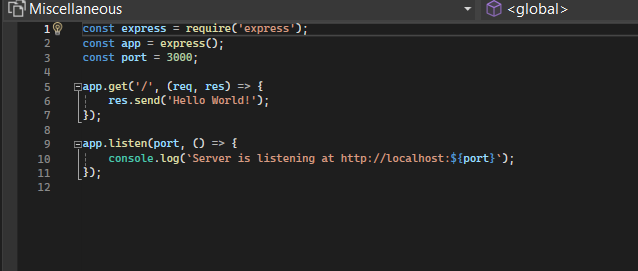 Miscellaneous <global>
1 const express = require('express');
2 const app = express();
3 const port = 3000;
4
5 app.get('/', (req, res) => {
6 res.send('Hello World!');
7 });
8
9 app.listen(port, () => {
10 console.log(`Server is listening at http://localhost:${port}`);
11 });
12